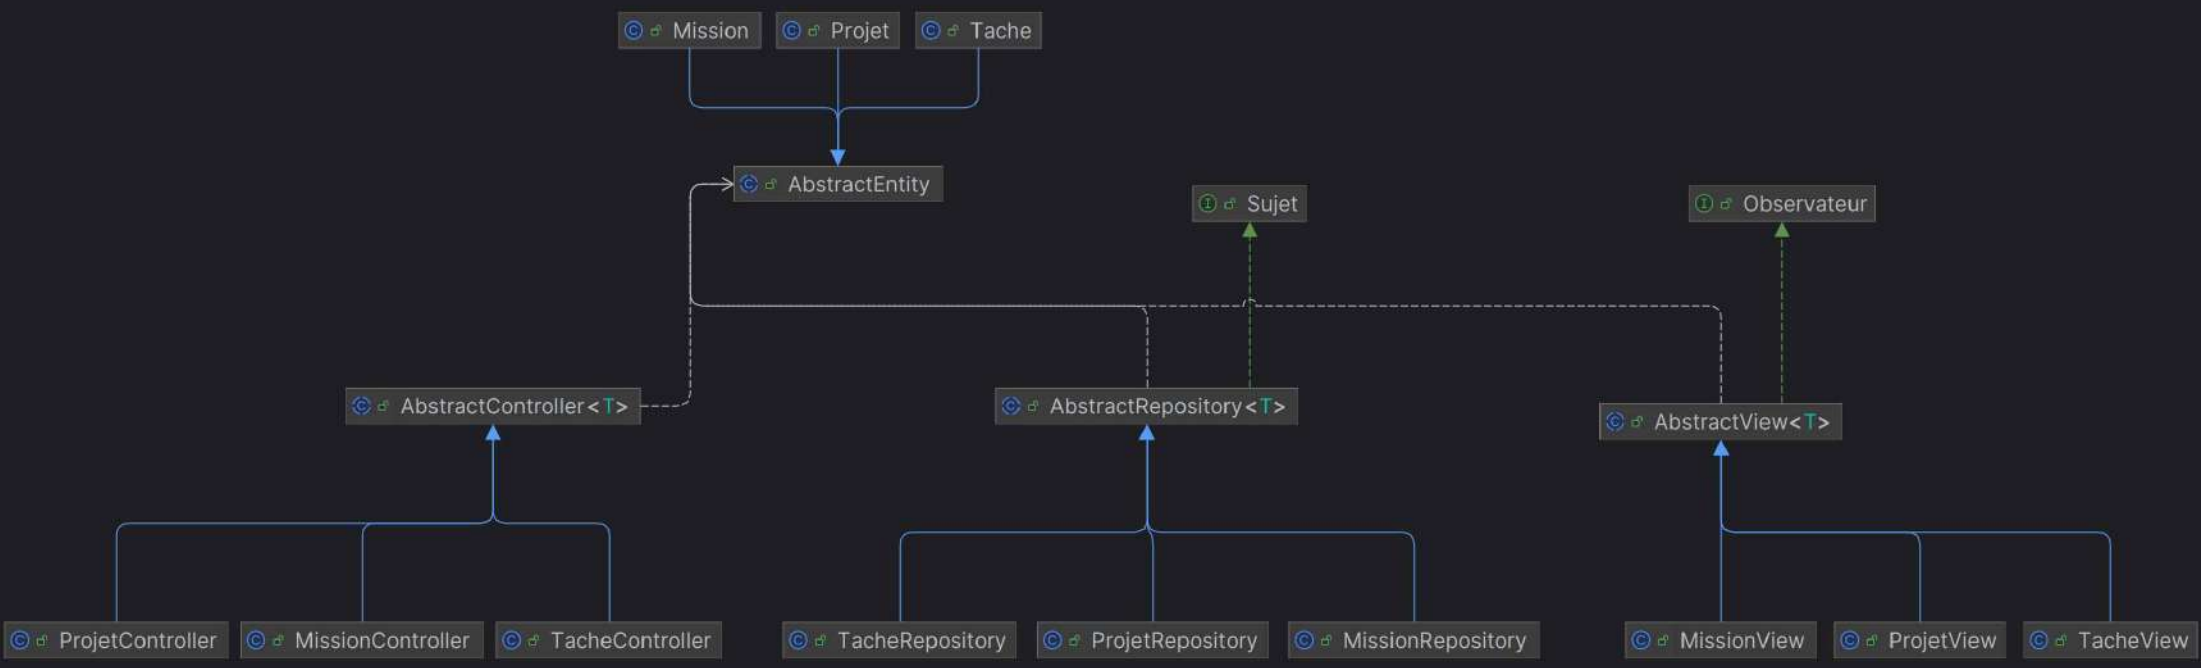 Mission
Projet
Tache
AbstractEntity
Sujet
Observateur
AbstractController<T>
AbstractRepository<T>
AbstractView<T>
ProjetController
MissionController
TacheController
TacheRepository
ProjetRepository
MissionRepository
MissionView
ProjetView
TacheView